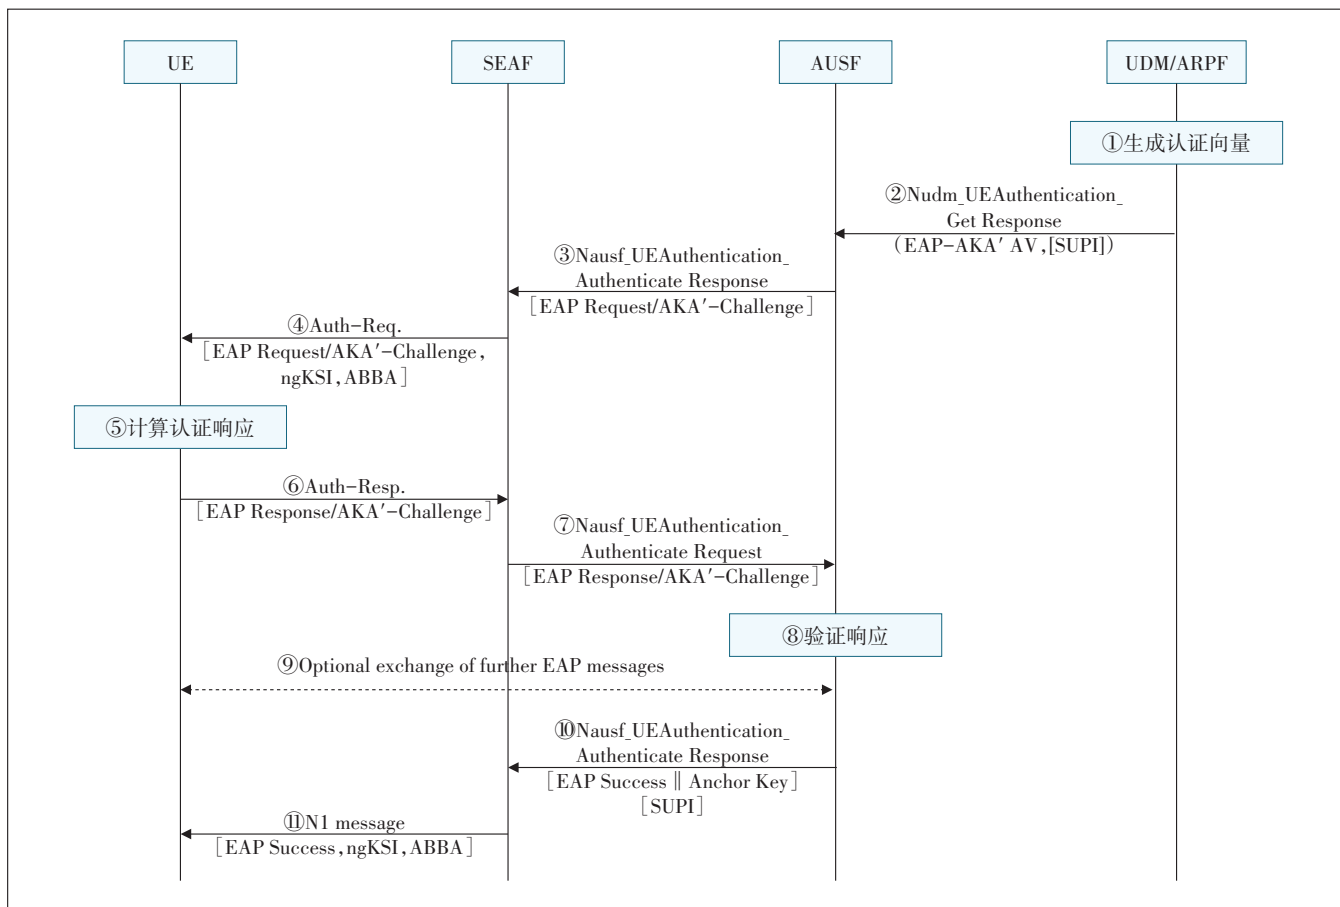 UE
SEAF
AUSF
UDM/ARPF
①生成认证向量
②Nudm_UEAuthentication_
Get Response
(EAP-AKA′ AV,[SUPI])
③Nausf_UEAuthentication_
Authenticate Response
[EAP Request/AKA′-Challenge]
④Auth-Req.
[EAP Request/AKA′-Challenge,
ngKSI,ABBA]
⑤计算认证响应
⑥Auth-Resp.
[EAP Response/AKA′-Challenge]
⑦Nausf_UEAuthentication_
Authenticate Request
[EAP Response/AKA′-Challenge]
⑧验证响应
⑨Optional exchange of further EAP messages
⑩Nausf_UEAuthentication_
Authenticate Response
[EAP Success ‖ Anchor Key]
[SUPI]
⑪N1 message
[EAP Success,ngKSI,ABBA]